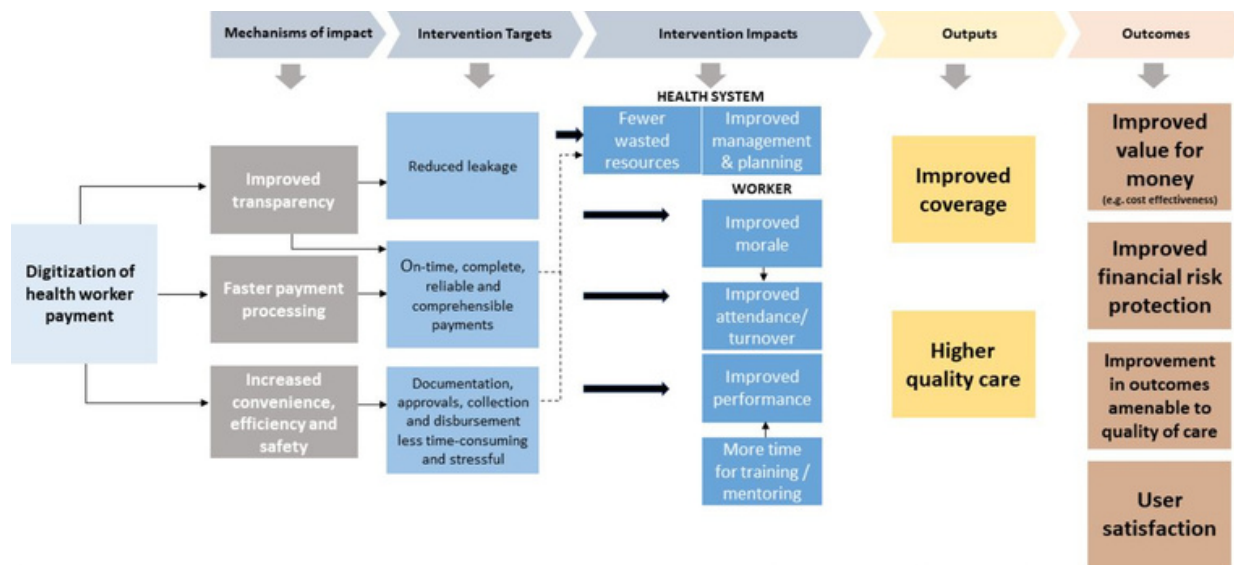 Mechanisms of impact
Intervention Targets
Intervention Impacts
Outputs
Outcomes
Digitization of
health worker
payment
Improved
transparency
Faster payment
processing
Increased
convenience,
efficiency and
safety
Reduced leakage
On-time, complete,
reliable and
comprehensible
payments
Documentation,
approvals, collection
and disbursement
less time-consuming
and stressful
HEALTH SYSTEM
Fewer
wasted
resources
Improved
management
& planning
WORKER
Improved
morale
Improved
attendance/
turnover
Improved
performance
More time
for training /
mentoring
Improved
coverage
Higher
quality care
Improved
value for
money
(e.g. cost effectiveness)
Improved
financial risk
protection
Improvement
in outcomes
amenable to
quality of care
User
satisfaction